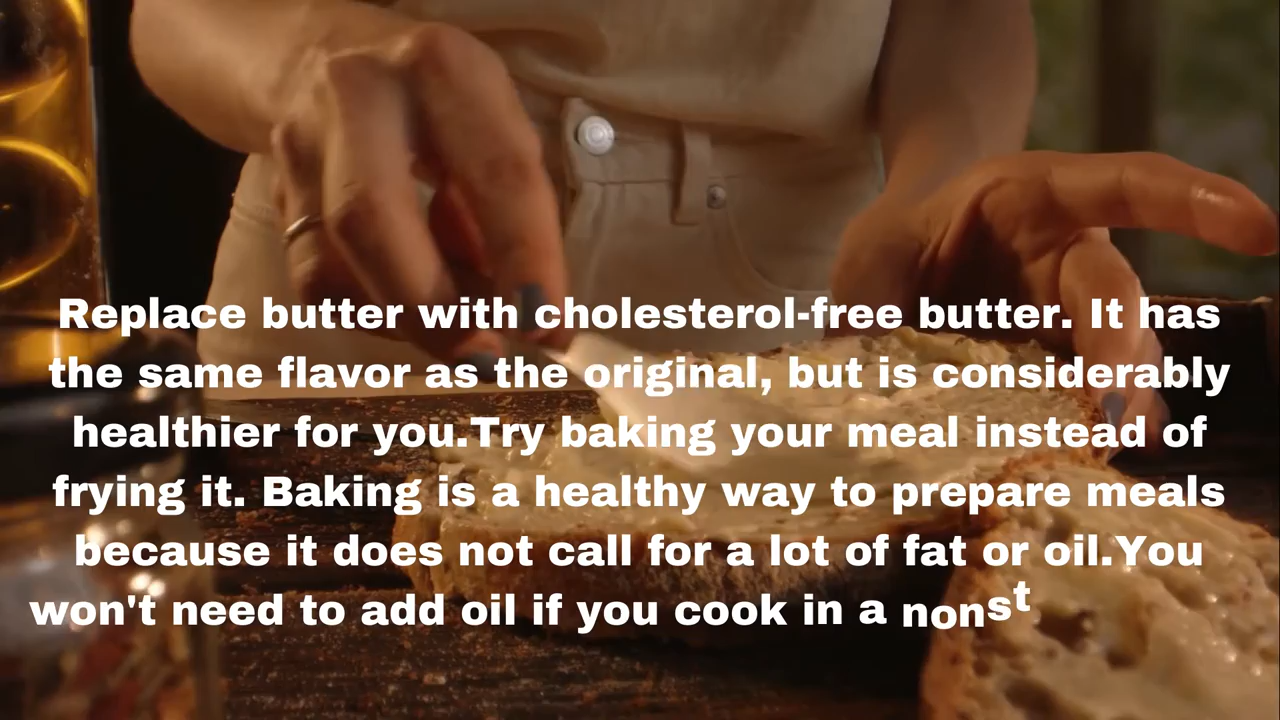 Replace butter with cholesterol-free butter. It has
the same flavor as the original, but is considerably
healthier for you.Try baking your meal instead of
frying it. Baking is a healthy way to prepare meals
because it does not call for a lot of fat or oil.You
won't need to add oil if you cook in a nonst